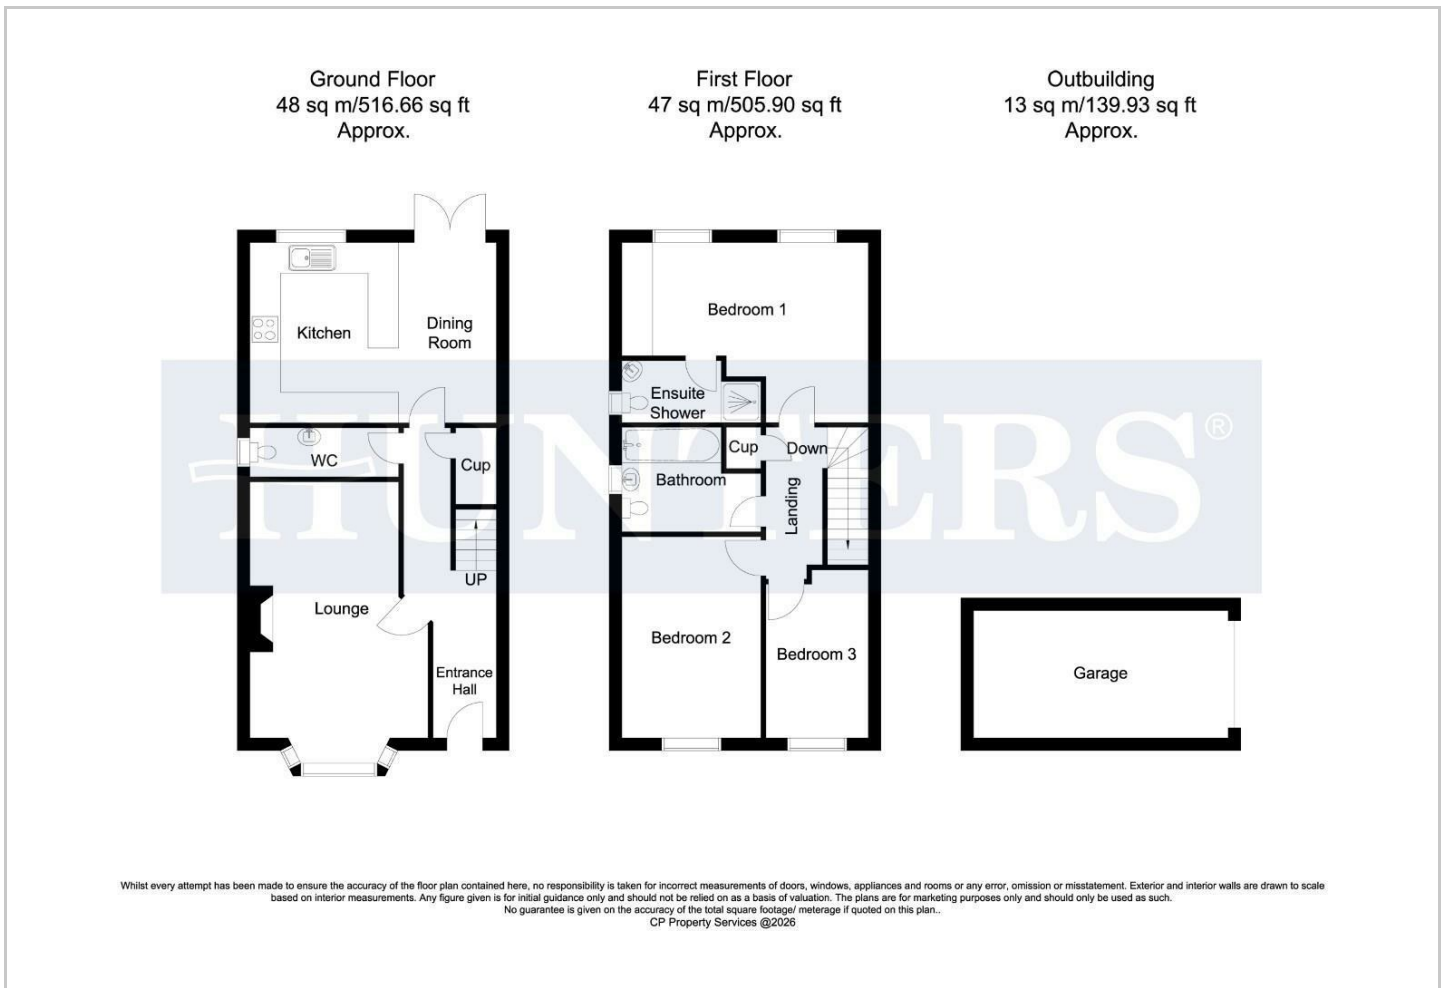 Ground Floor
48 sq m/516.66 sq ft
Approx.
First Floor
47 sq m/505.90 sq ft
Approx.
Outbuilding
13 sq m/139.93 sq ft
Approx.
Kitchen
Dining
Room
WC
Cup
UP
Lounge
Entrance
Hall
Bedroom 1
Ensuite
Shower
Cup
Down
Bathroom
Landing
Bedroom 2
Bedroom 3
Garage
HUNTERS®
Whilst every attempt has been made to ensure the accuracy of the floor plan contained here, no responsibility is taken for incorrect measurements of doors, windows, appliances and rooms or any error, omission or misstatement. Exterior and interior walls are drawn to scale
based on interior measurements. Any figure given is for initial guidance only and should not be relied on as a basis of valuation. The plans are for marketing purposes only and should only be used as such.
No guarantee is given on the accuracy of the total square footage/ meterage if quoted on this plan..
CP Property Services @2026